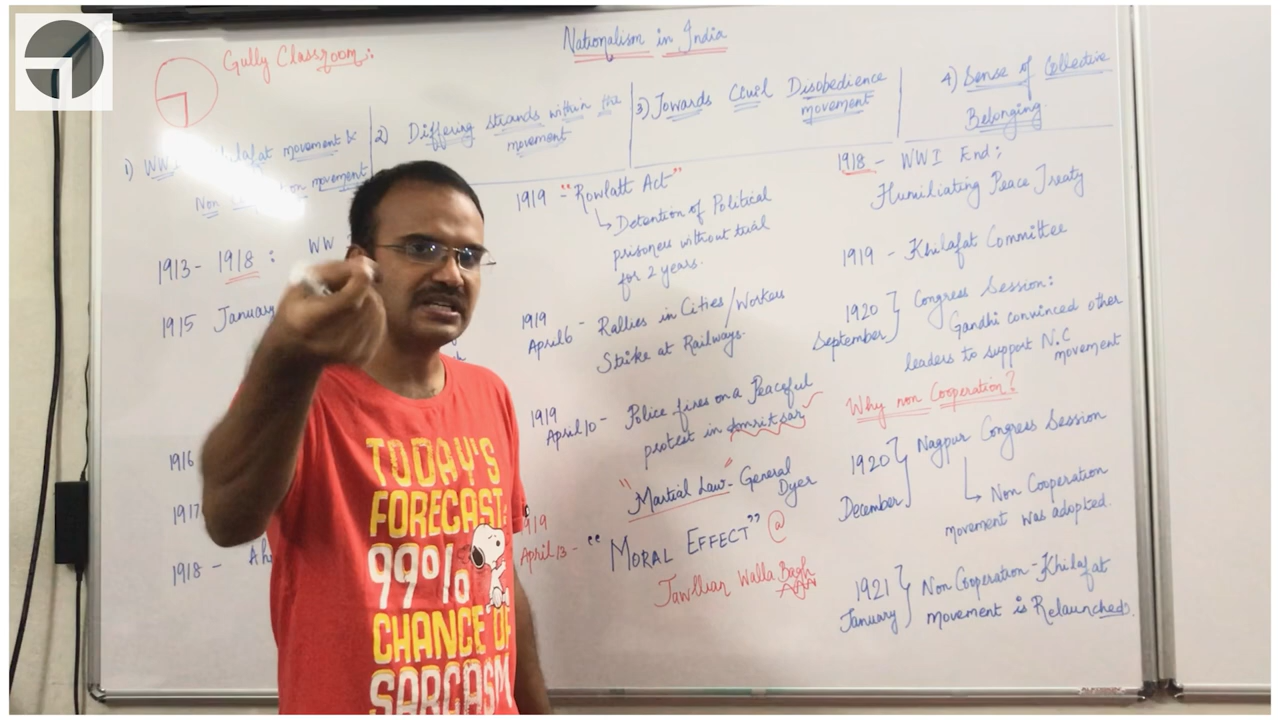 Gully Classroom:
Nationalism in India
1) WWI
Khilafat movement &
Non movement
2) Differing strands within the
movement
3) Towards Civil Disobedience
movement
4) Sense of Collective
Belonging
1913 - 1918 : WW
1915 January
1916
1917
1918 - Ah
1919 - "Rowlatt Act"
Detention of Political
prisoners without trial
for 2 years.
1919
April 6 - Rallies in Cities/Workers
Strike at Railways.
1919
April 10 - Police fires on a Peaceful
protest in Amritsar
"Martial Law" - General
Dyer
1919
April 13 - "MORAL EFFECT" @
Jawllian Walla Bagh
1918 - WWI End;
Humiliating Peace Treaty
1919 - Khilafat Committee
1920
September
Congress Session:
Gandhi convinced other
leaders to support N.C
movement
Why non Cooperation?
1920
December
Nagpur Congress Session
Non Cooperation
movement was adopted.
1921
January
Non Cooperation - Khilafat
movement is Relaunched.
TODAY'S
FORECAST:
99%
CHANCE OF
SARCASM